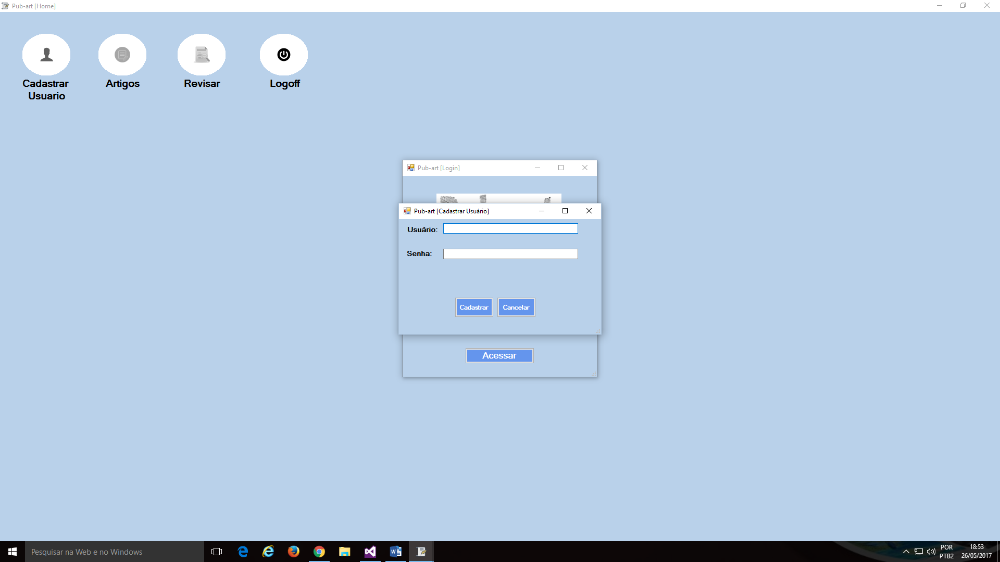 Pub-art [Home]
Cadastrar
Usuario
Artigos
Revisar
Logoff
Pub-art [Login]
Pub-art [Cadastrar Usuário]
Usuário:
Senha:
Cadastrar
Cancelar
Acessar
Pesquisar na Web e no Windows
POR
PTB2
18:53
26/05/2017